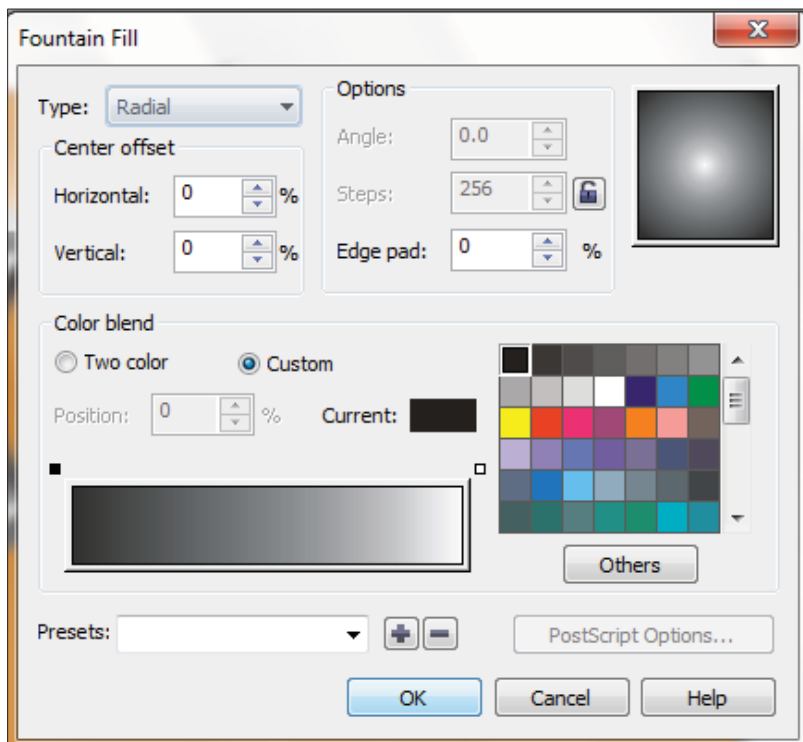 Fountain Fill
Type: Radial
Center offset
Horizontal: 0 %
Vertical: 0 %
Options
Angle: 0.0
Steps: 256
Edge pad: 0 %
Color blend
Two color Custom
Position: 0 % Current:
Others
Presets:
PostScript Options...
OK Cancel Help